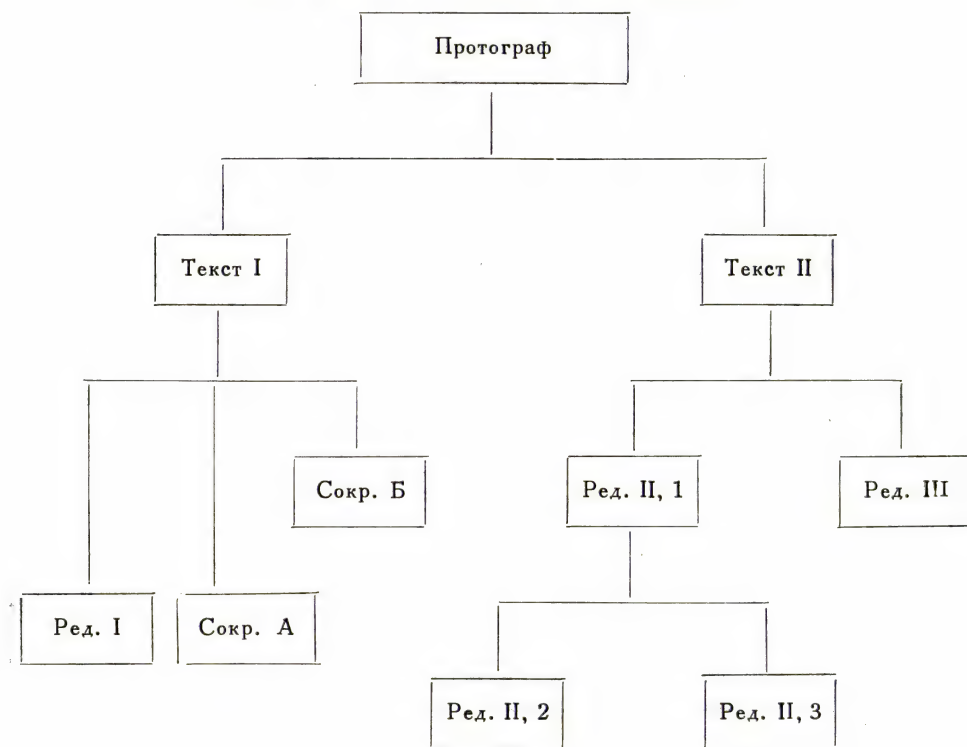 Протограф
Текст I
Текст II
Сокр. Б
Ред. II, 1
Ред. III
Ред. I
Сокр. А
Ред. II, 2
Ред. II, 3